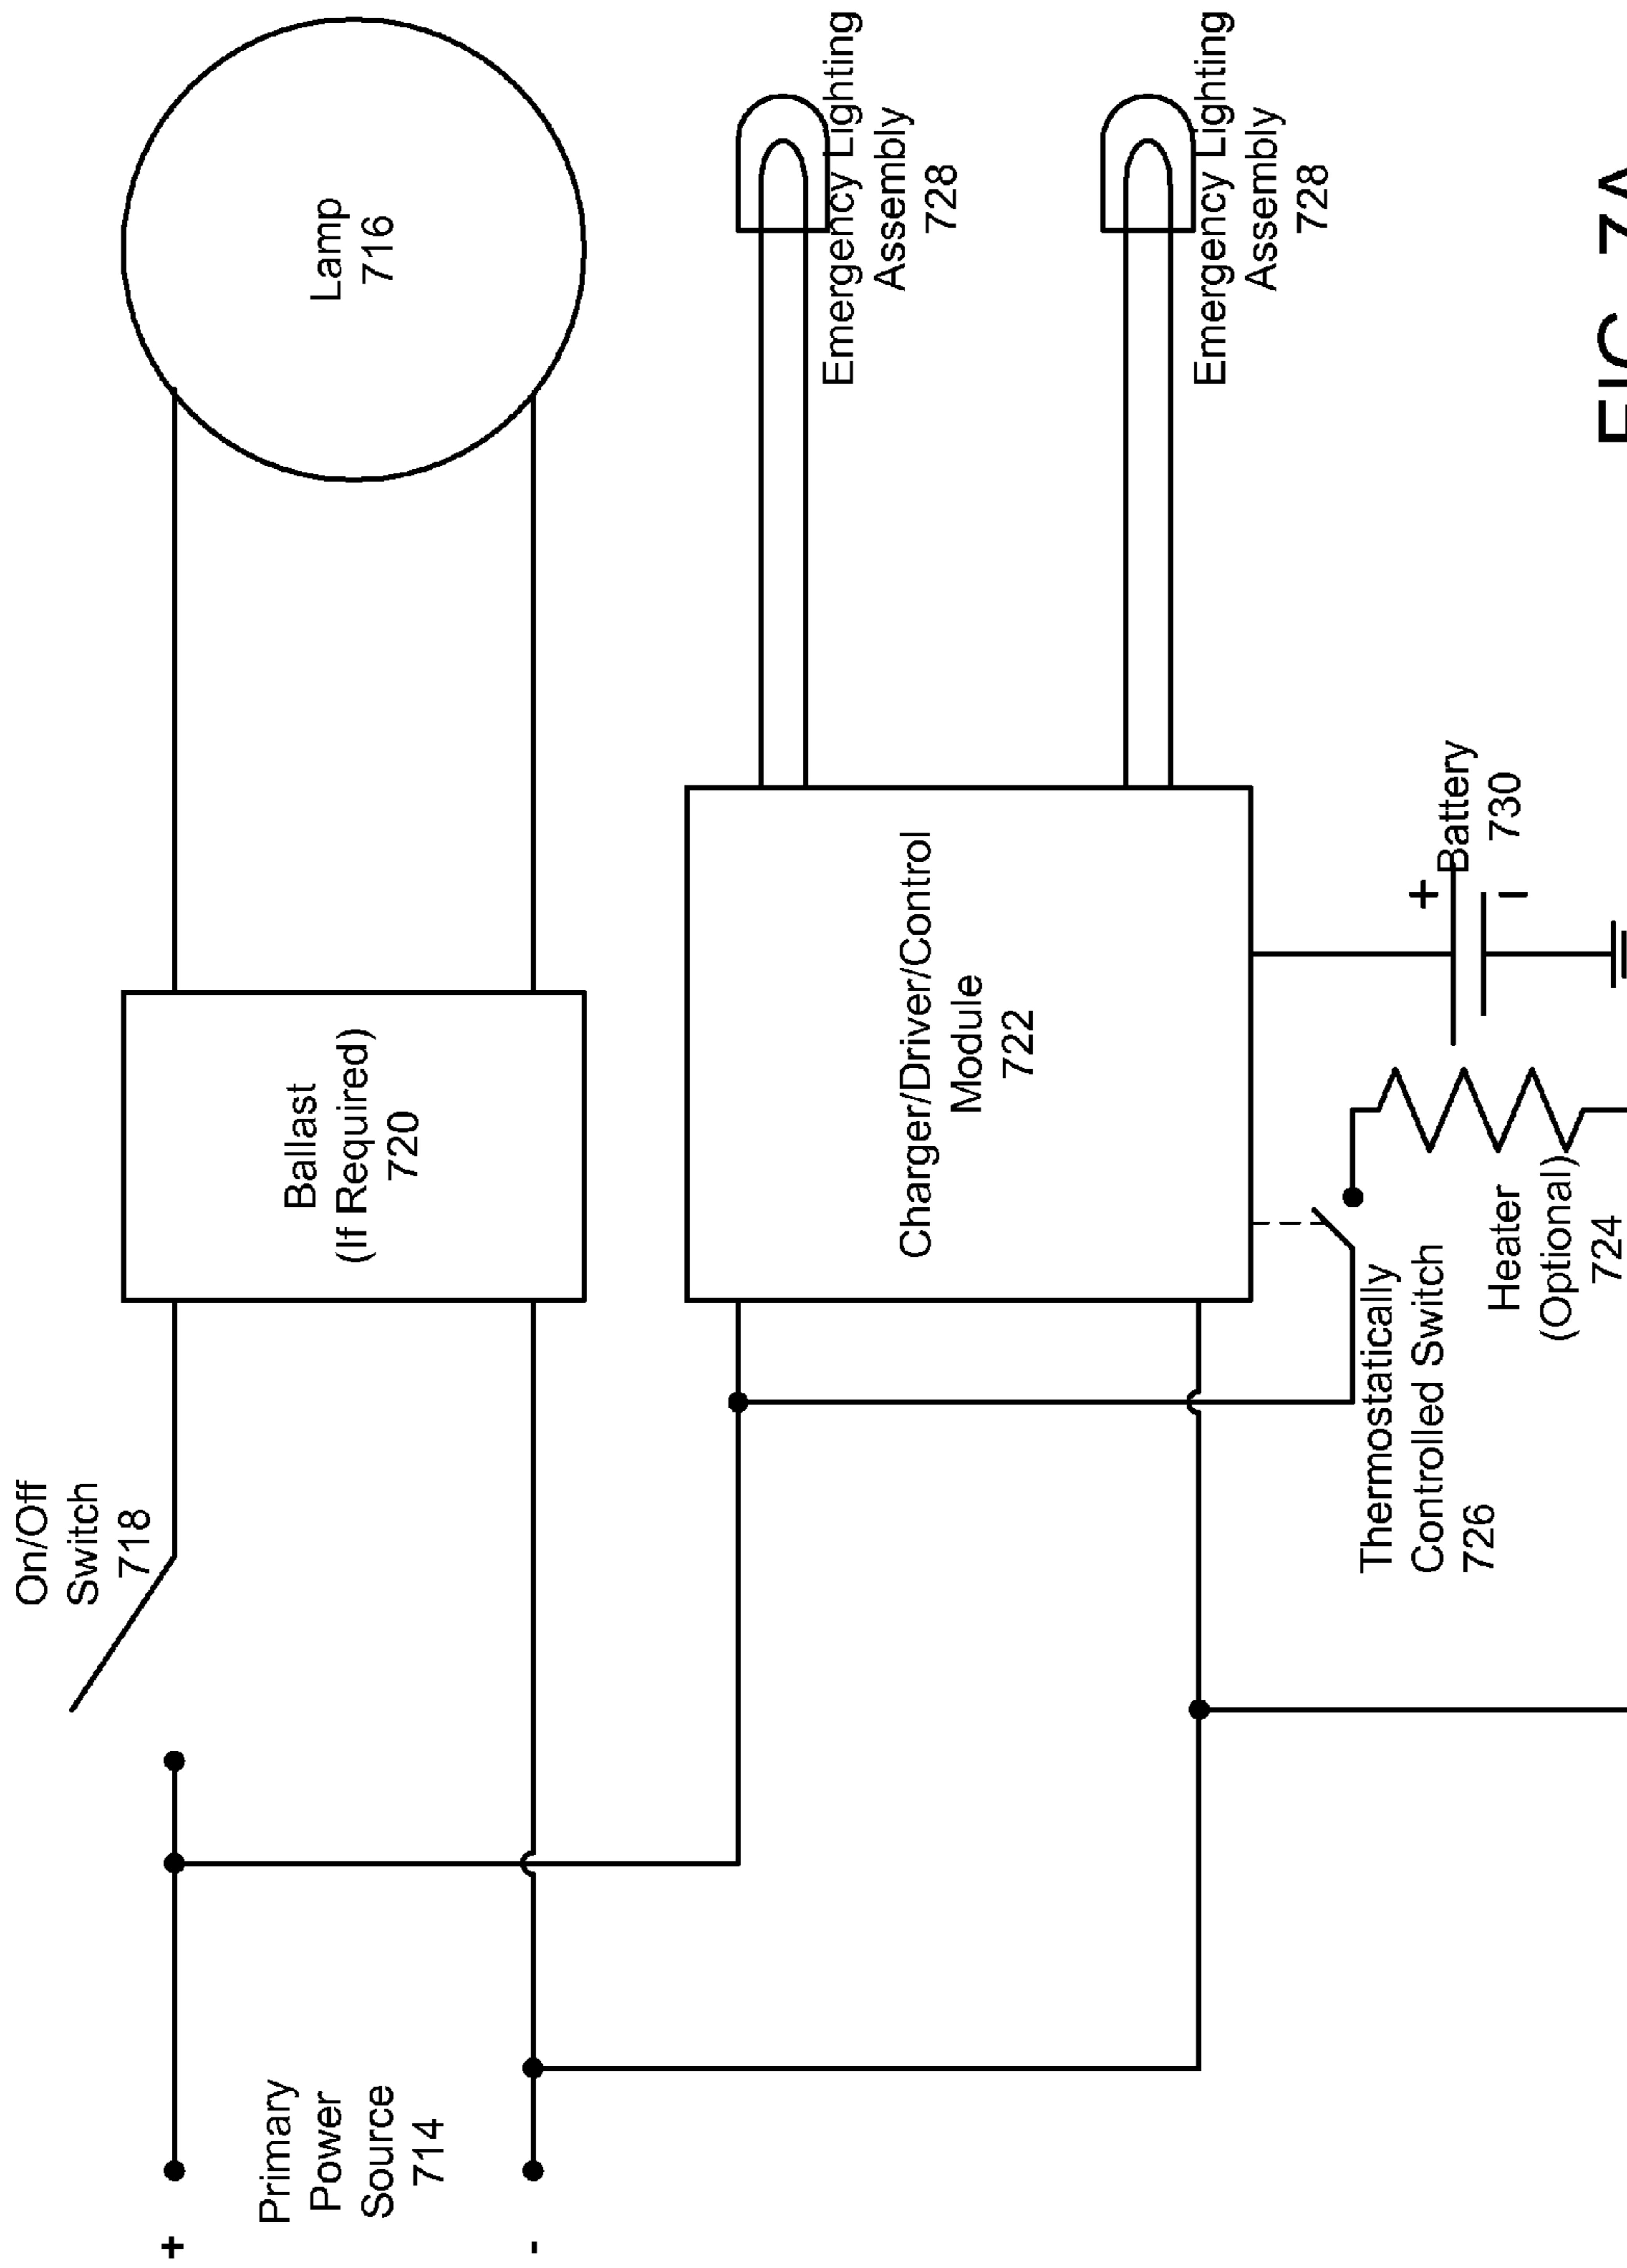 On/Off
Switch
718
+
Primary
Power
Source
714
-
Ballast
(If Required)
720
Lamp
716
Charger/Driver/Control
Module
722
Emergency Lighting
Assembly
728
Emergency Lighting
Assembly
728
Thermostatically
Controlled Switch
726
Heater
(Optional)
724
+
Battery
730
-